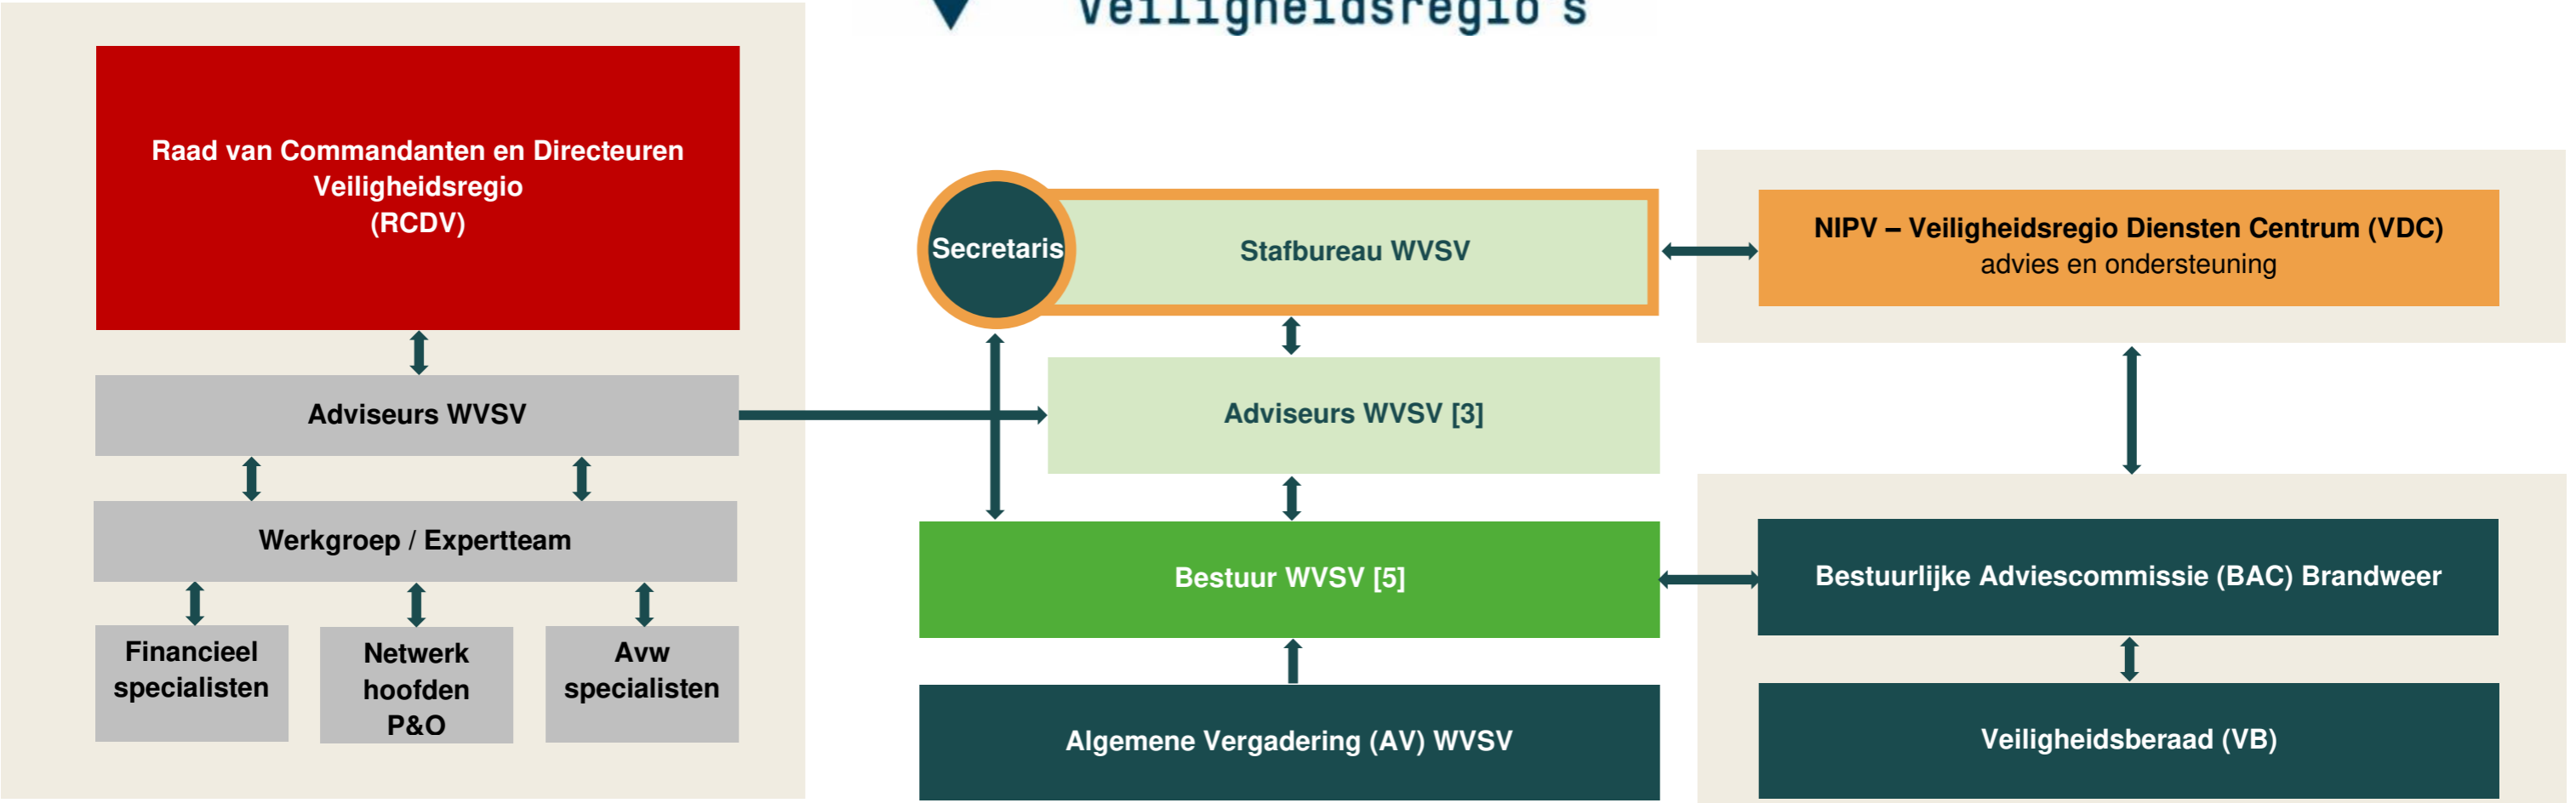 Veiligheidsregio's
Raad van Commandanten en Directeuren
Veiligheidsregio
(RCDV)
Adviseurs WVSV
Werkgroep / Expertteam
Financieel
specialisten
Netwerk
hoofden
P&O
Avw
specialisten
Secretaris
Stafbureau WVSV
Adviseurs WVSV [3]
Bestuur WVSV [5]
Algemene Vergadering (AV) WVSV
NIPV – Veiligheidsregio Diensten Centrum (VDC)
advies en ondersteuning
Bestuurlijke Adviescommissie (BAC) Brandweer
Veiligheidsberaad (VB)